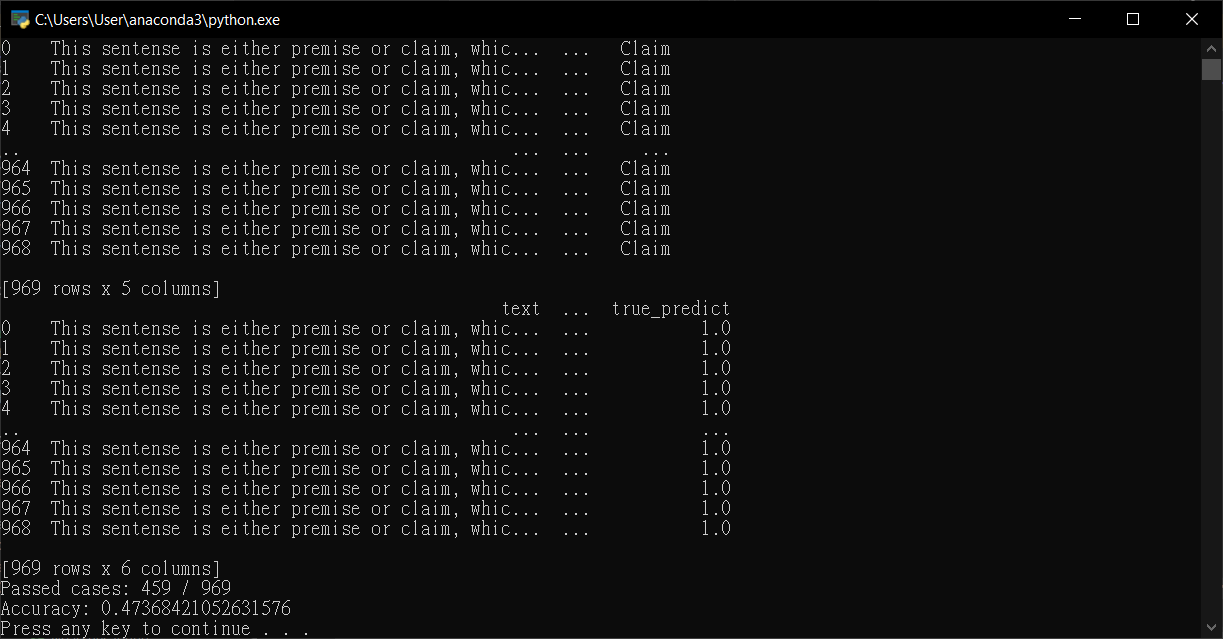 C:\Users\User\anaconda3\python.exe
0    This sentense is either premise or claim, whic...  ...   Claim
1    This sentense is either premise or claim, whic...  ...   Claim
2    This sentense is either premise or claim, whic...  ...   Claim
3    This sentense is either premise or claim, whic...  ...   Claim
4    This sentense is either premise or claim, whic...  ...   Claim
..                                                 ...  ...     ...
964  This sentense is either premise or claim, whic...  ...   Claim
965  This sentense is either premise or claim, whic...  ...   Claim
966  This sentense is either premise or claim, whic...  ...   Claim
967  This sentense is either premise or claim, whic...  ...   Claim
968  This sentense is either premise or claim, whic...  ...   Claim
[969 rows x 5 columns]
                                                  text  ...  true_predict
0    This sentense is either premise or claim, whic...  ...           1.0
1    This sentense is either premise or claim, whic...  ...           1.0
2    This sentense is either premise or claim, whic...  ...           1.0
3    This sentense is either premise or claim, whic...  ...           1.0
4    This sentense is either premise or claim, whic...  ...           1.0
..                                                 ...  ...           ...
964  This sentense is either premise or claim, whic...  ...           1.0
965  This sentense is either premise or claim, whic...  ...           1.0
966  This sentense is either premise or claim, whic...  ...           1.0
967  This sentense is either premise or claim, whic...  ...           1.0
968  This sentense is either premise or claim, whic...  ...           1.0
[969 rows x 6 columns]
Passed cases: 459 / 969
Accuracy: 0.47368421052631576
Press any key to continue . . .